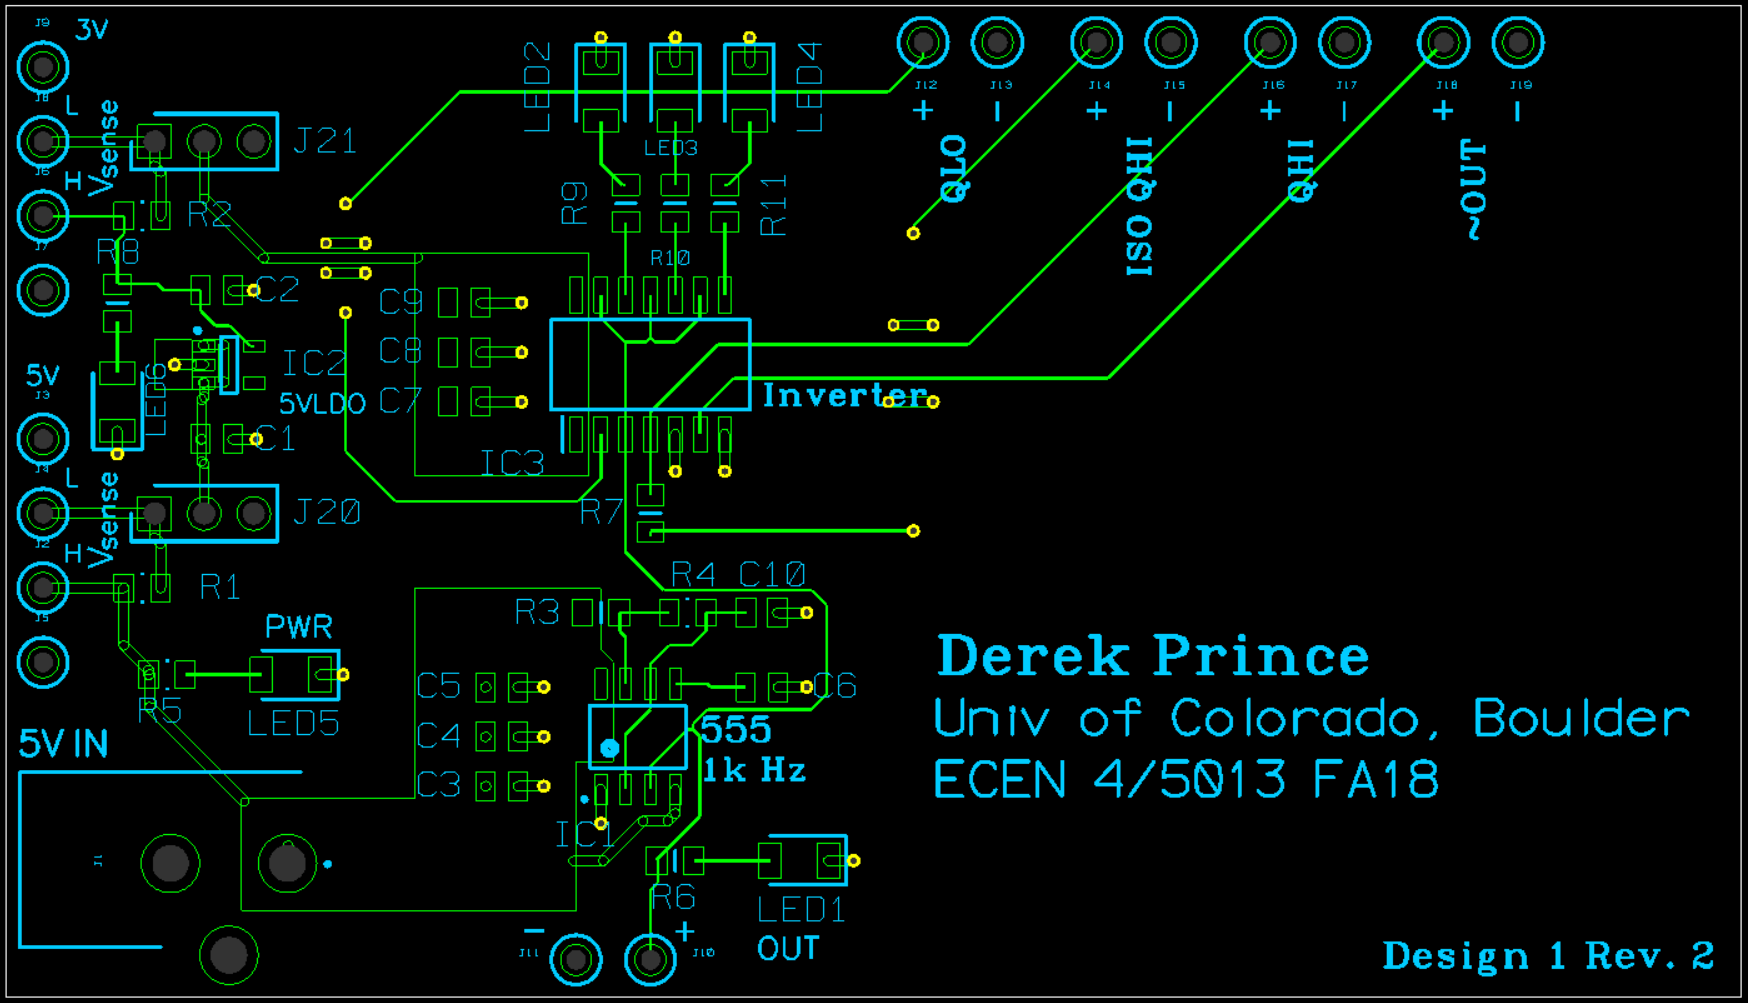 J9
3V
J8
L
Vsense
J6
H
J7
R2
R8
J21
C2
IC2
5VLDO
LED6
5V
J3
C1
J4
L
Vsense
J2
H
J20
R1
J5
PWR
R5
LED5
5V IN
J1
LED2
LED4
LED3
R9
R11
R10
C9
C8
C7
IC3
Inverter
R7
J12
J13
J14
J15
J16
J17
J18
J19
+
-
+
-
+
-
+
-
QLO
ISO QHI
QHI
~OUT
R4
C10
R3
C5
C4
C3
C6
555
1k Hz
IC1
R6
LED1
OUT
-
+
J11
J10
Derek Prince
Univ of Colorado, Boulder
ECEN 4/5013 FA18
Design 1 Rev. 2